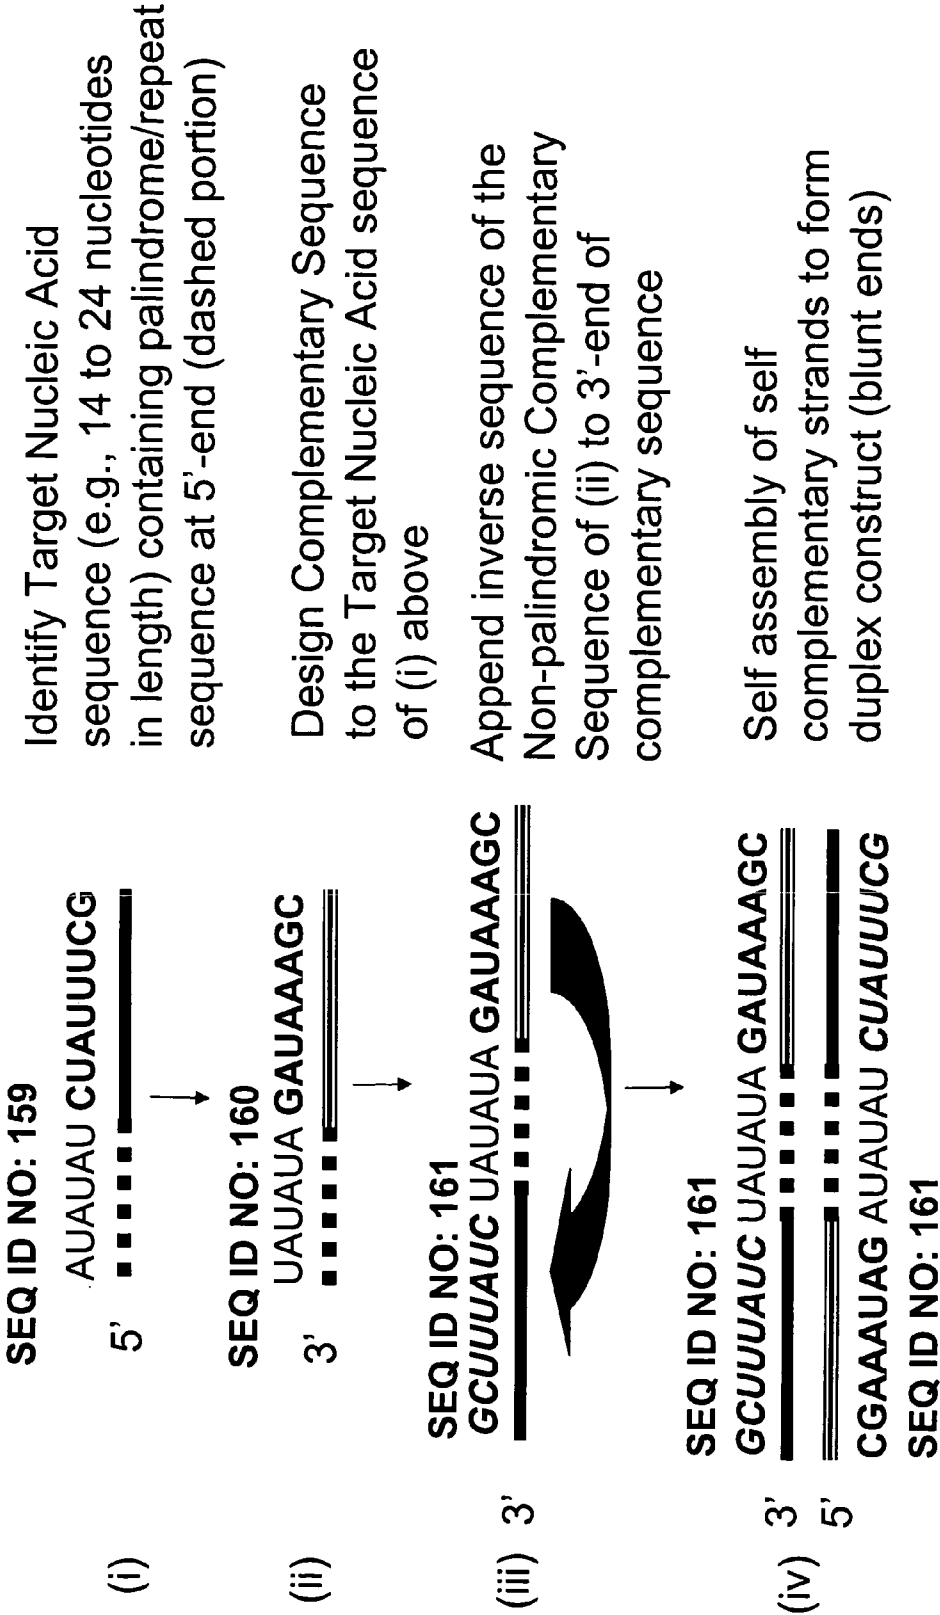 SEQ ID NO: 159
(i)
AUAUAU CUAUUUCG
5’
Identify Target Nucleic Acid
sequence (e.g., 14 to 24 nucleotides
in length) containing palindrome/repeat
sequence at 5’-end (dashed portion)
SEQ ID NO: 160
(ii)
UAUAUA GAUAAAGC
3’
Design Complementary Sequence
to the Target Nucleic Acid sequence
of (i) above
SEQ ID NO: 161
GCUUUAUC UAUAUA GAUAAAGC
(iii) 3’
Append inverse sequence of the
Non-palindromic Complementary
Sequence of (ii) to 3’-end of
complementary sequence
SEQ ID NO: 161
GCUUUAUC UAUAUA GAUAAAGC
(iv) 3’
5’
CGAAAUAG AUAUAU CUAUUUCG
SEQ ID NO: 161
Self assembly of self
complementary strands to form
duplex construct (blunt ends)